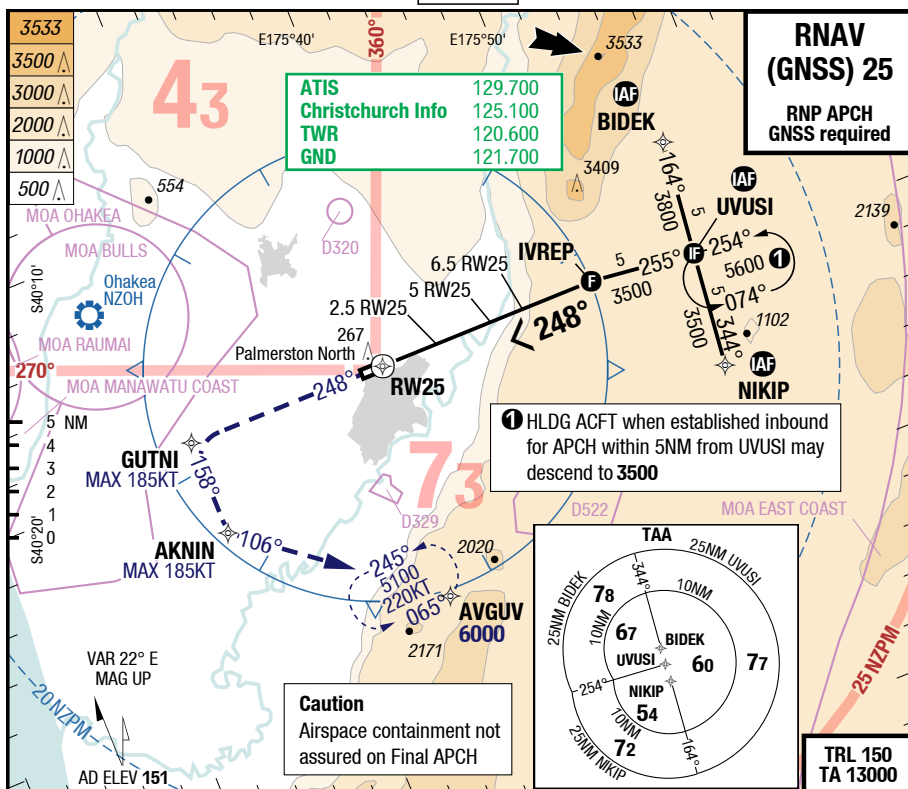 3533
3500
3000
2000
1000
500
E175°40'
360°
E175°50'
3533
RNAV
(GNSS) 25
RNP APCH
GNSS required
43
ATIS 129.700
Christchurch Info 125.100
TWR 120.600
GND 121.700
IAF
BIDEK
3409
164°
5
3800
IAF
UVUSI
2139
554
MOA OHAKEA
MOA BULLS
D320
IVREP
F
5
255°
3500
IF
254°
5600 1
074°
6.5 RW25
5 RW25
2.5 RW25
248°
S40°10'
Ohakea
NZOH
MOA RAUMAI
267
Palmerston North
RW25
5
3500
344°
1102
IAF
NIKIP
270°
MOA MANAWATU COAST
248°
5 NM
4
3
2
1
0
S40°20'
GUTNI
MAX 185KT
158°
AKNIN
MAX 185KT
106°
73
1 HLDG ACFT when established inbound
for APCH within 5NM from UVUSI may
descend to 3500
D329
D522
MOA EAST COAST
245°
5100
220KT
065°
2020
AVGUV
6000
2171
TAA
25NM UVUSI
344°
25NM BIDEK
78
10NM
10NM
67
BIDEK
UVUSI
60
77
254°
NIKIP
54
10NM
72
164°
25NM NIKIP
25 NZPM
VAR 22° E
MAG UP
20 NZPM
AD ELEV 151
Caution
Airspace containment not
assured on Final APCH
TRL 150
TA 13000